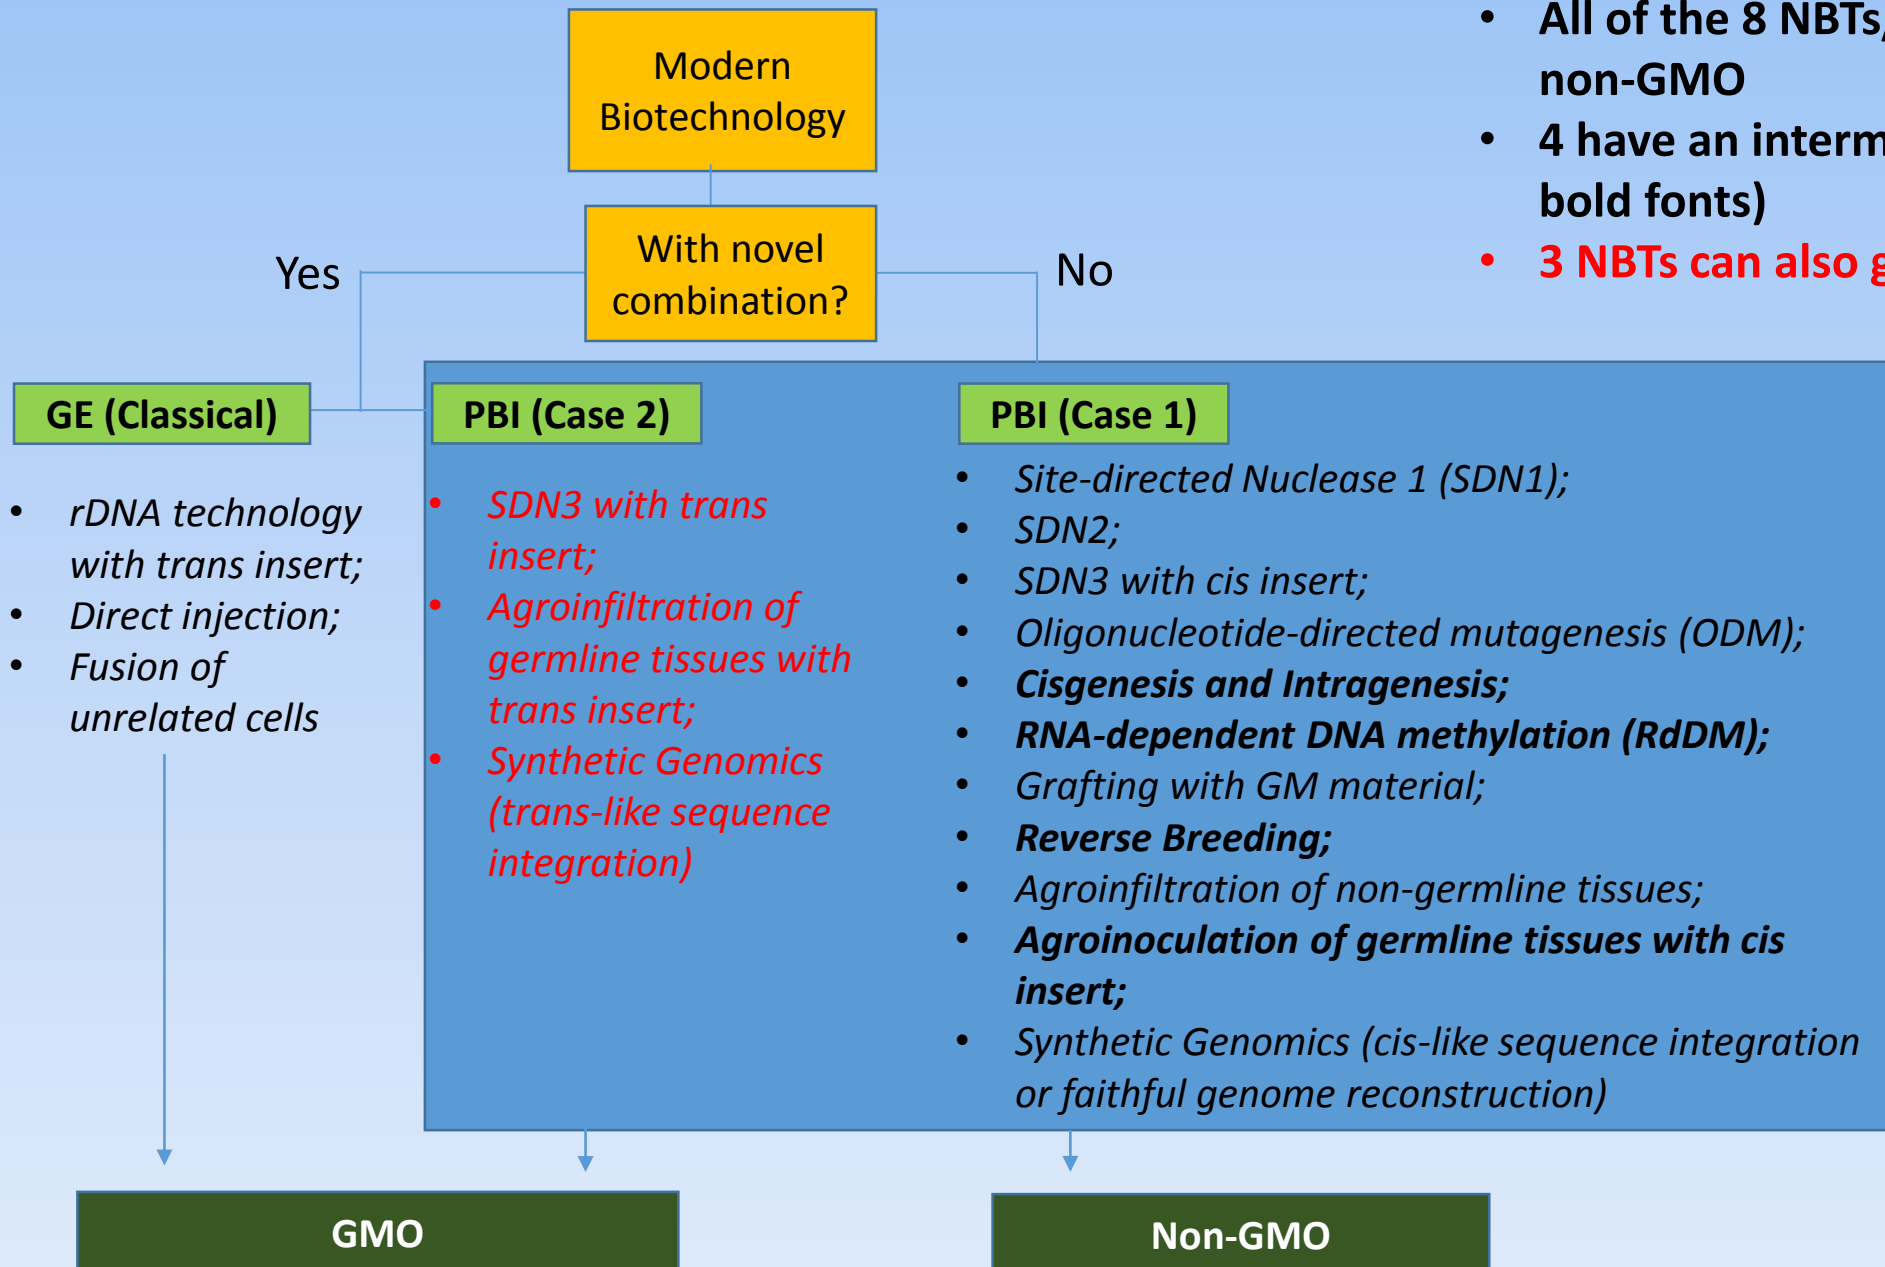 Modern
Biotechnology
• All of the 8 NBTs,
non-GMO
• 4 have an interm
bold fonts)
• 3 NBTs can also g
With novel
combination?
Yes
No
GE (Classical)
• rDNA technology
with trans insert;
• Direct injection;
• Fusion of
unrelated cells
PBI (Case 2)
• SDN3 with trans
insert;
• Agroinfiltration of
germline tissues with
trans insert;
• Synthetic Genomics
(trans-like sequence
integration)
PBI (Case 1)
• Site-directed Nuclease 1 (SDN1);
• SDN2;
• SDN3 with cis insert;
• Oligonucleotide-directed mutagenesis (ODM);
• Cisgenesis and Intragenesis;
• RNA-dependent DNA methylation (RdDM);
• Grafting with GM material;
• Reverse Breeding;
• Agroinfiltration of non-germline tissues;
• Agroinoculation of germline tissues with cis
insert;
• Synthetic Genomics (cis-like sequence integration
or faithful genome reconstruction)
GMO
Non-GMO